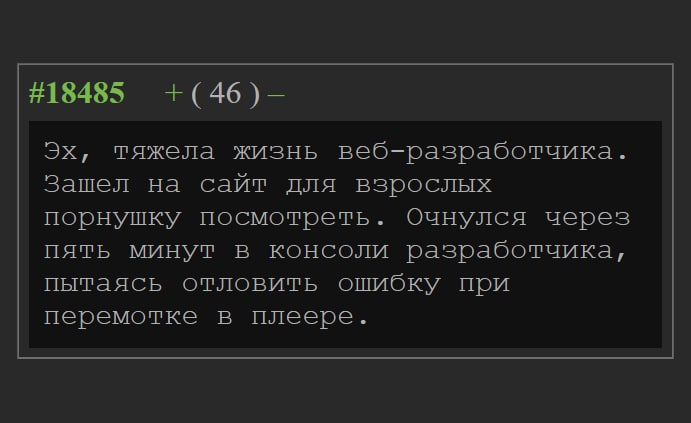 #18485 + ( 46 ) –
Эх, тяжела жизнь веб-разработчика.
Зашел на сайт для взрослых
порнушку посмотреть. Очнулся через
пять минут в консоли разработчика,
пытаясь отловить ошибку при
перемотке в плеере.